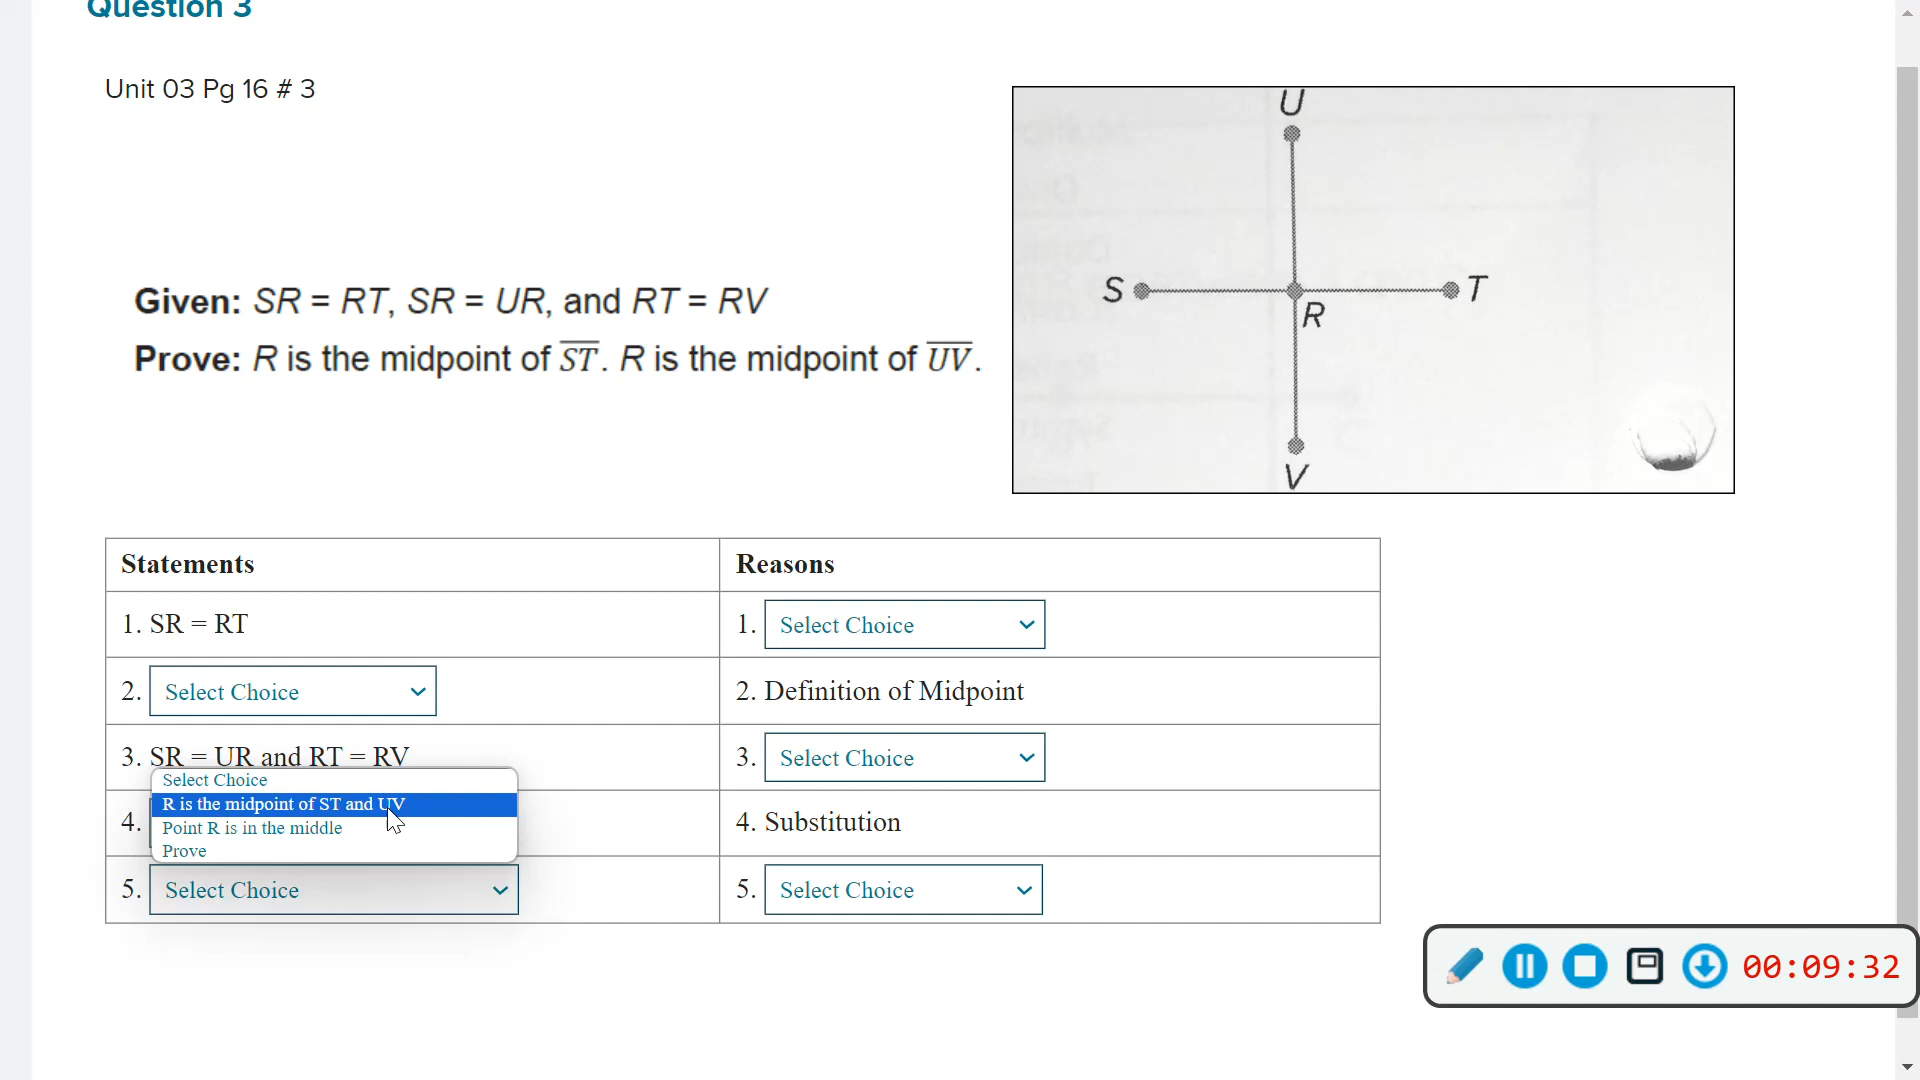 Question 3
Unit 03 Pg 16 # 3
U
S
R
T
V
Given: SR = RT, SR = UR, and RT = RV
Prove: R is the midpoint of ST. R is the midpoint of UV.
Statements
Reasons
1. SR = RT
1. Select Choice
2. Select Choice
2. Definition of Midpoint
3. SR = UR and RT = RV
3. Select Choice
Select Choice
R is the midpoint of ST and UV
Point R is in the middle
Prove
4.
4. Substitution
5. Select Choice
5. Select Choice
00:09:32